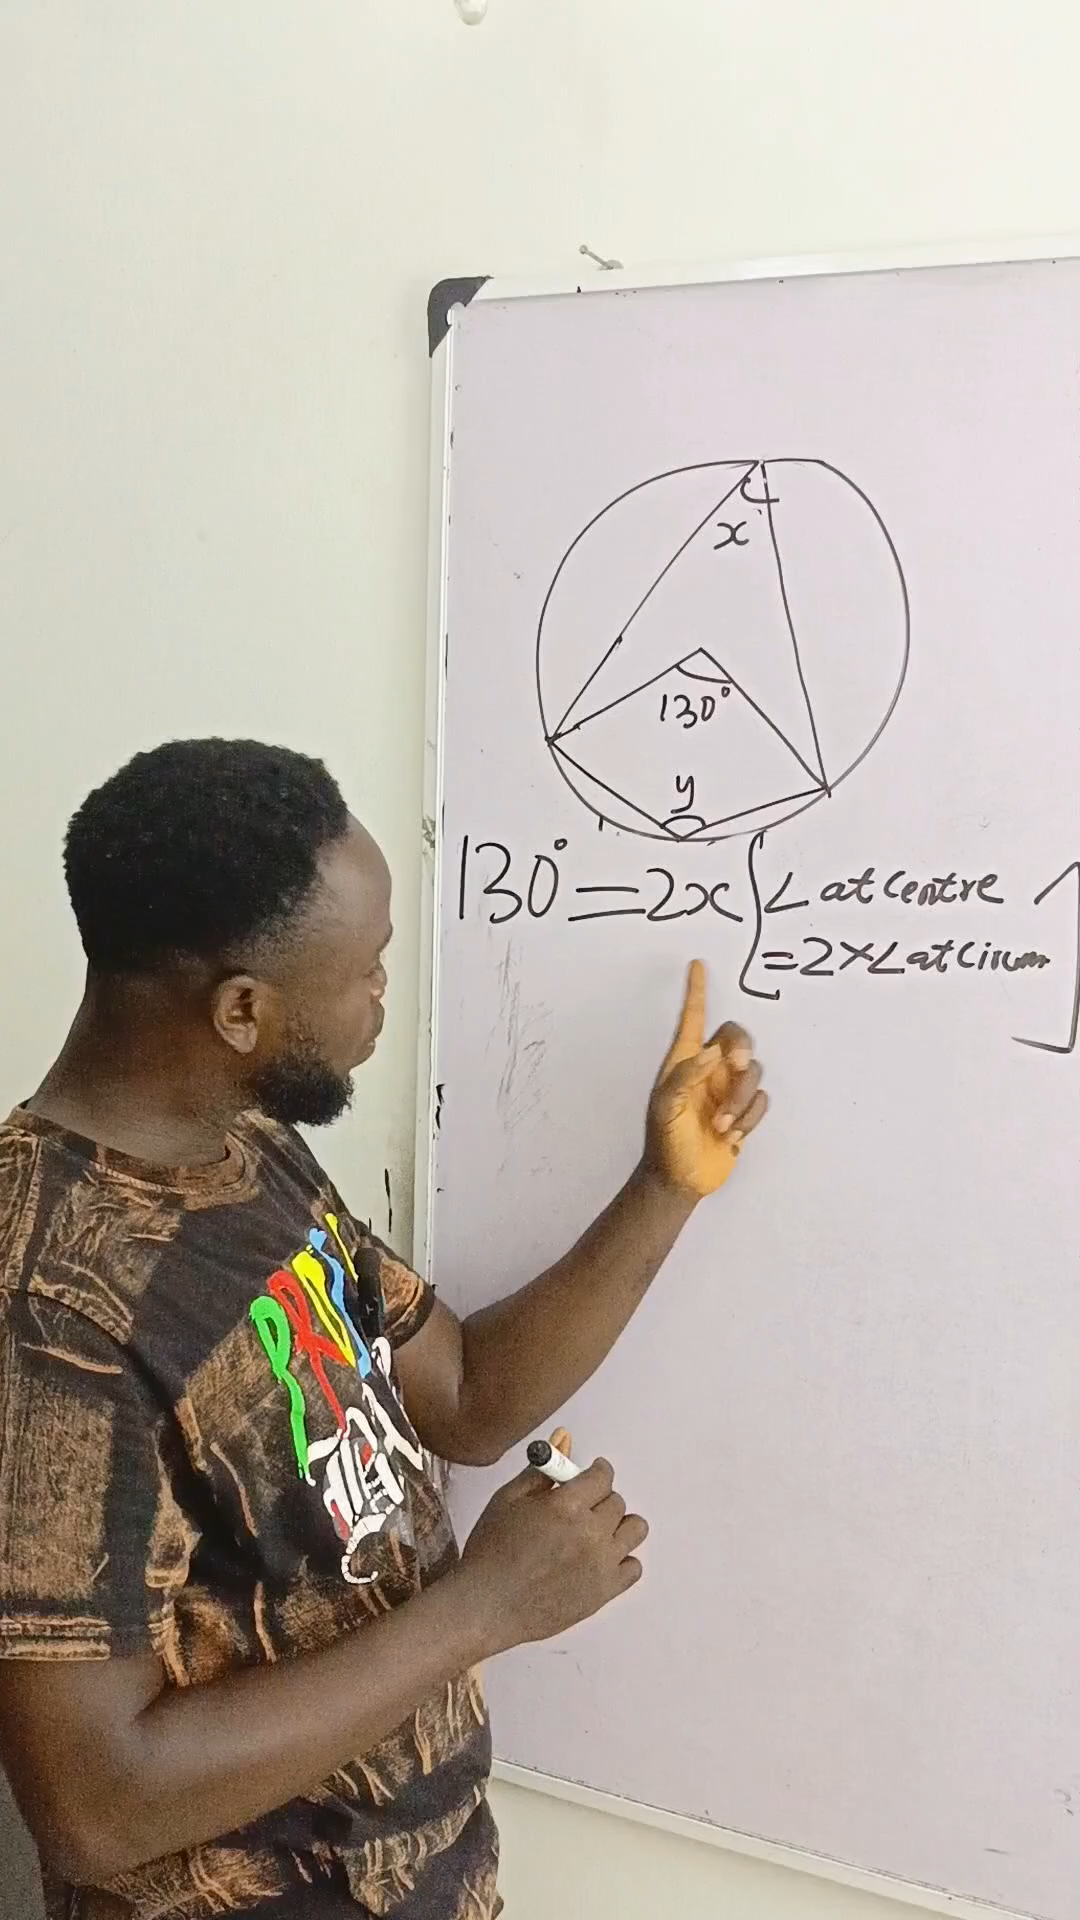 x
130°
y
130° = 2x [∠ at Centre
= 2 × ∠ at Circum]